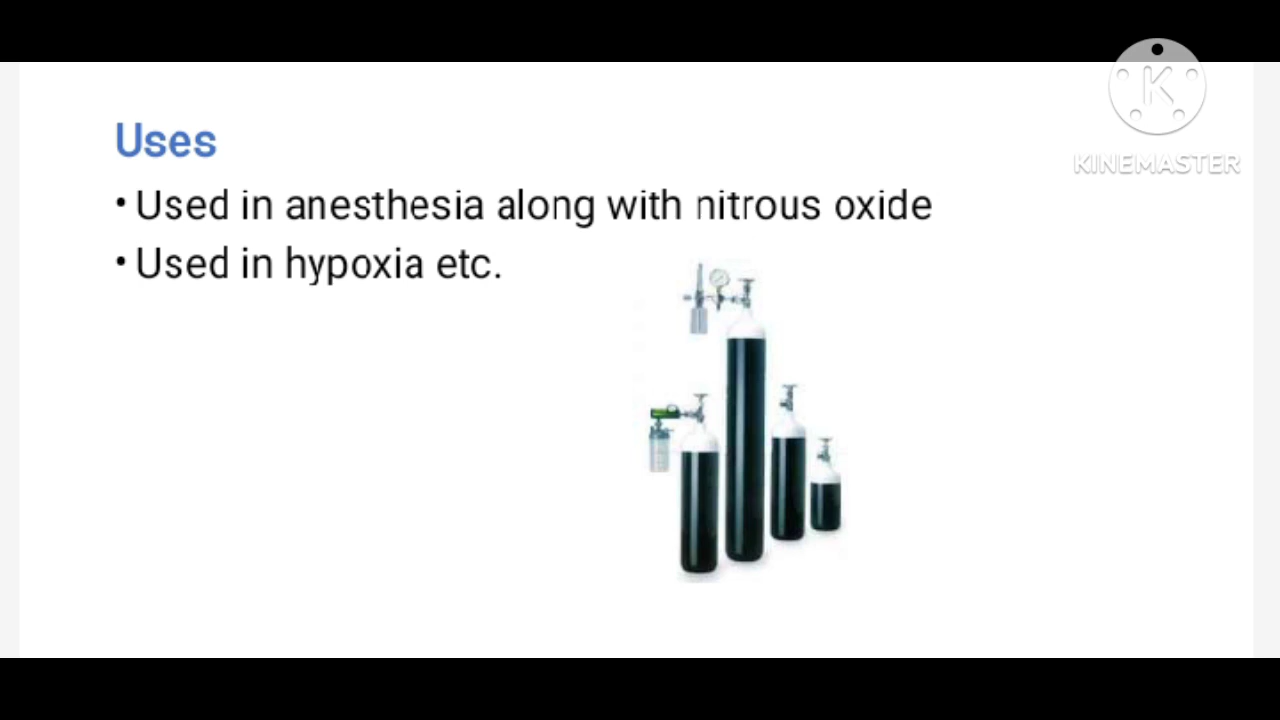 KINEMASTER
Uses
• Used in anesthesia along with nitrous oxide
• Used in hypoxia etc.